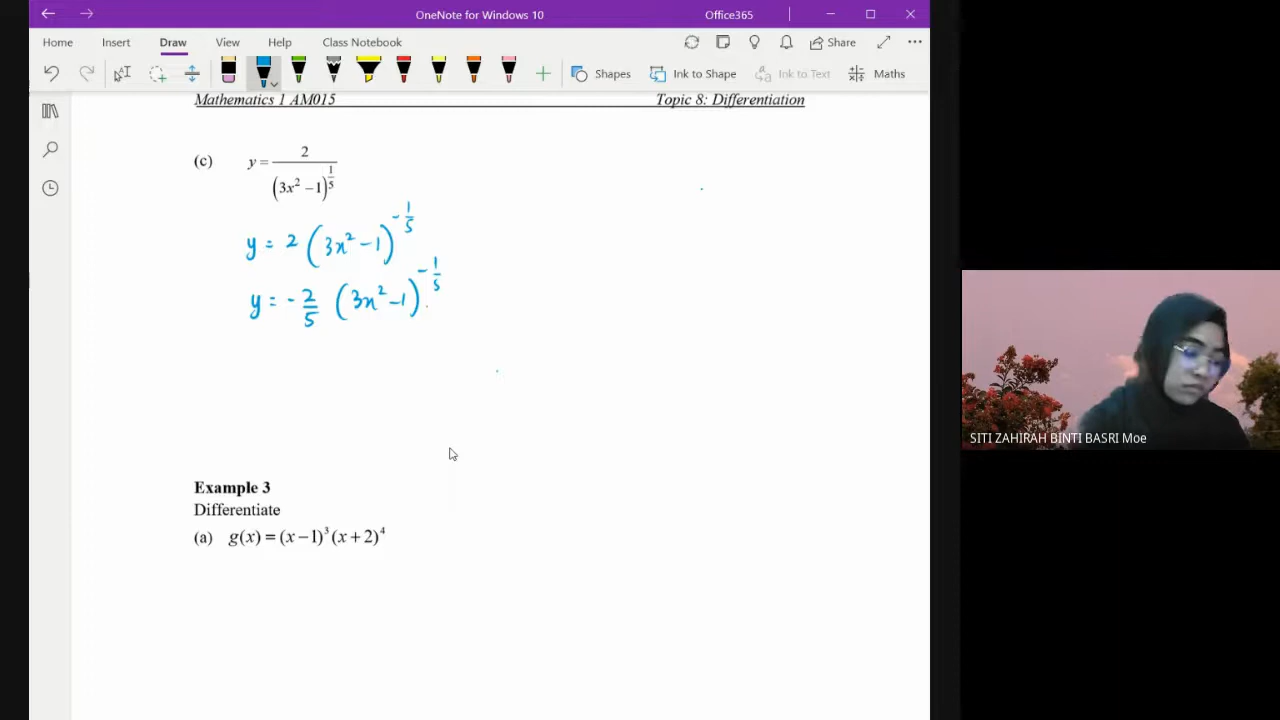 OneNote for Windows 10
Office365
Home Insert Draw View Help Class Notebook
Share
Shapes Ink to Shape Ink to Text Maths
Mathematics 1 AM015 Topic 8: Differentiation
(c) y = 2/(3x² − 1)^(1/5)
y = 2 (3x² − 1)^(−1/5)
y = −2/5 (3x² − 1)^(−1/5)
SITI ZAHIRAH BINTI BASRI Moe
Example 3
Differentiate
(a) g(x) = (x − 1)³ (x + 2)⁴